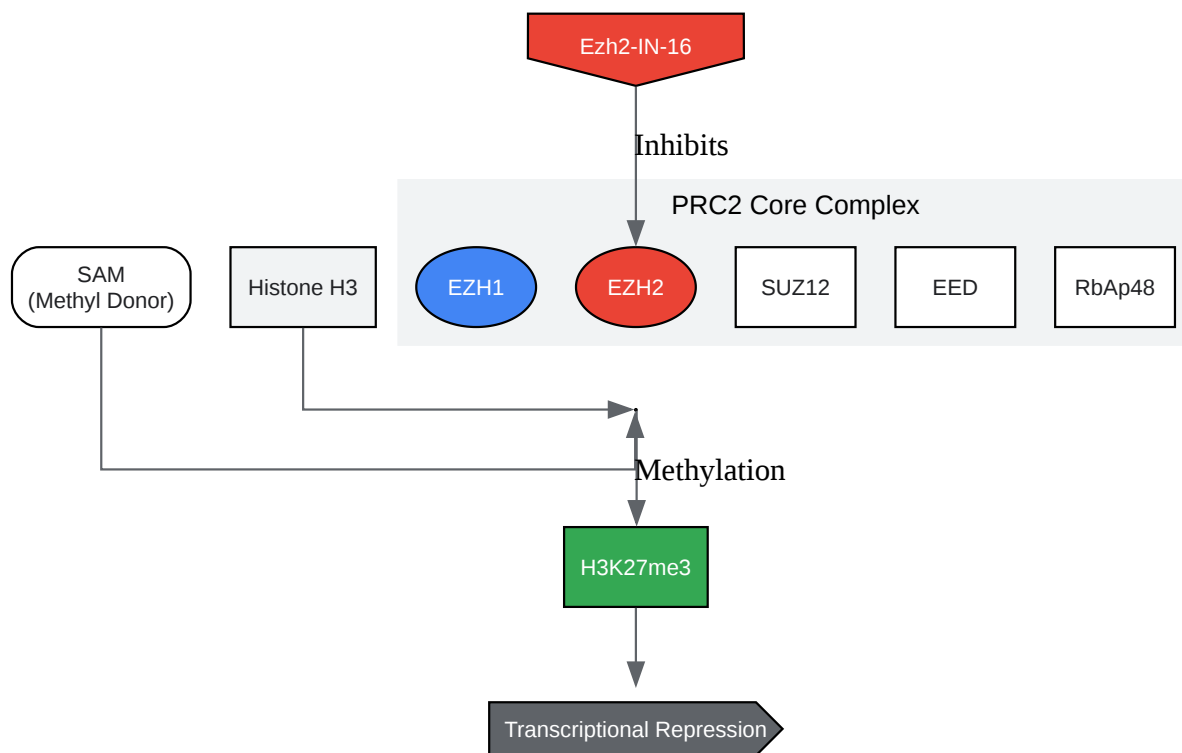 Ezh2-IN-16
Inhibits
PRC2 Core Complex
SAM
(Methyl Donor)
Histone H3
EZH1
EZH2
SUZ12
EED
RbAp48
Methylation
H3K27me3
Transcriptional Repression